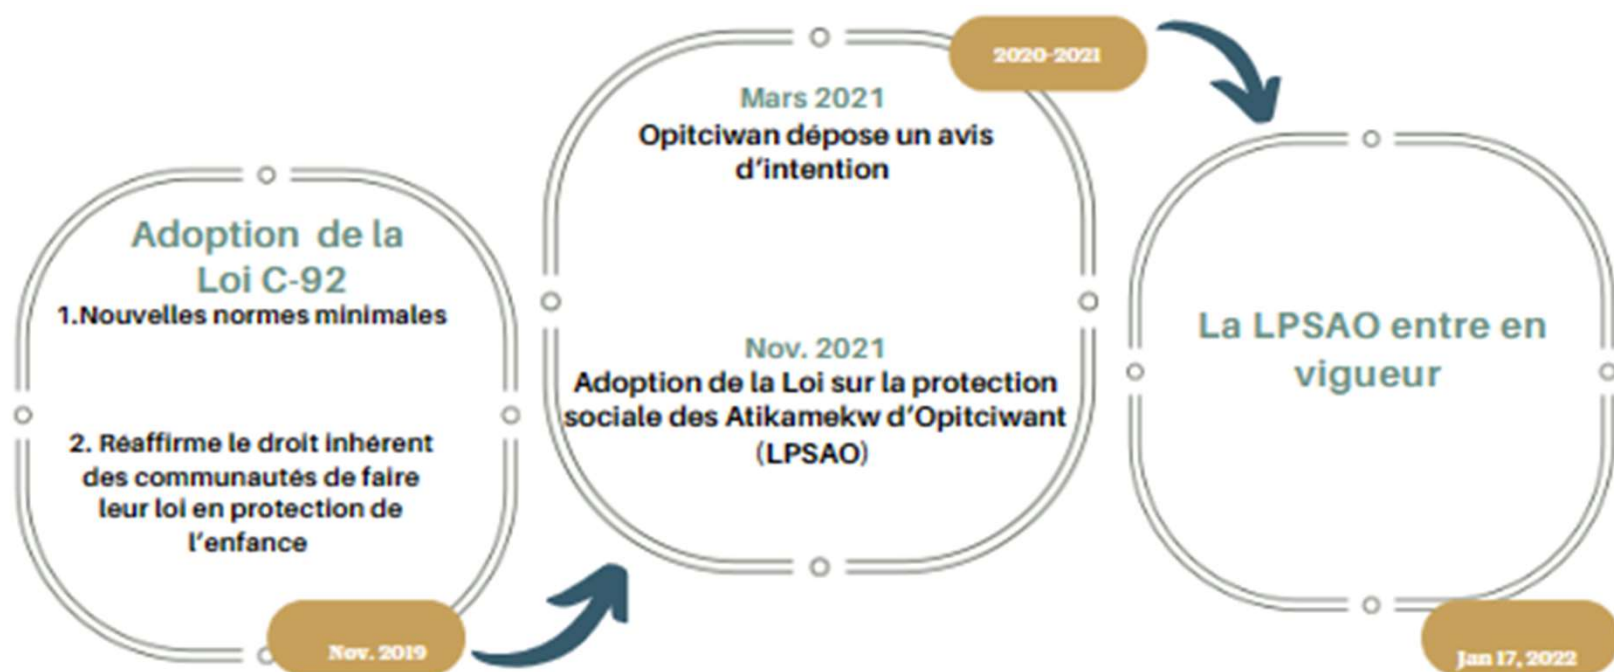 Adoption de la
Loi C-92
1.Nouvelles normes minimales
2. Réaffirme le droit inhérent
des communautés de faire
leur loi en protection de
l'enfance
Nov. 2019
2020-2021
Mars 2021
Opitciwan dépose un avis
d'intention
Nov. 2021
Adoption de la Loi sur la protection
sociale des Atikamekw d'Opitciwant
(LPSAO)
La LPSAO entre en
vigueur
Jan 17, 2022